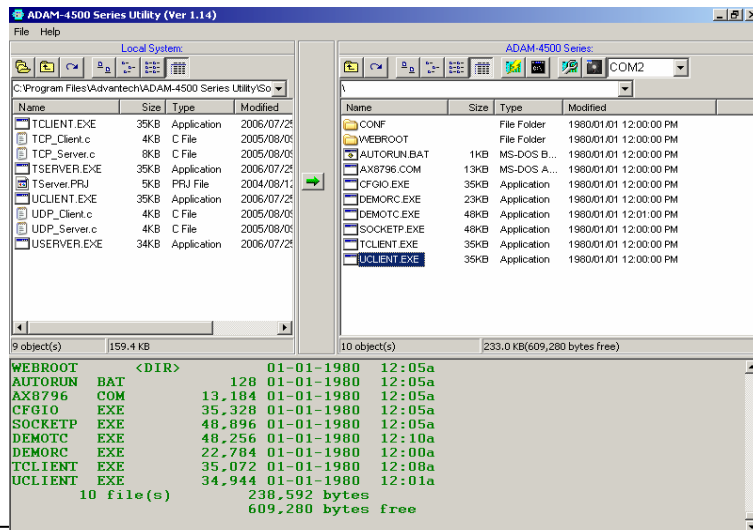 ADAM-4500 Series Utility (Ver 1.14)
File Help
Local System:
C:\Program Files\Advantech\ADAM-4500 Series Utility\So
Name Size Type Modified
TCLIENT.EXE 35KB Application 2006/07/25
TCP_Client.c 4KB C File 2005/08/09
TCP_Server.c 8KB C File 2005/08/09
TSERVER.EXE 35KB Application 2006/07/25
TServer.PRJ 5KB PRJ File 2004/08/12
UCLIENT.EXE 35KB Application 2006/07/25
UDP_Client.c 4KB C File 2005/08/09
UDP_Server.c 4KB C File 2005/08/09
USERVER.EXE 34KB Application 2006/07/25
9 object(s) 159.4 KB
ADAM-4500 Series:
COM2
\
Name Size Type Modified
CONF File Folder 1980/01/01 12:00:00 PM
WEBROOT File Folder 1980/01/01 12:00:00 PM
AUTORUN.BAT 1KB MS-DOS B... 1980/01/01 12:00:00 PM
AX8796.COM 13KB MS-DOS A... 1980/01/01 12:00:00 PM
CFGIO.EXE 35KB Application 1980/01/01 12:00:00 PM
DEMORC.EXE 23KB Application 1980/01/01 12:00:00 PM
DEMOTC.EXE 48KB Application 1980/01/01 12:01:00 PM
SOCKETP.EXE 48KB Application 1980/01/01 12:00:00 PM
TCLIENT.EXE 35KB Application 1980/01/01 12:00:00 PM
UCLIENT.EXE 35KB Application 1980/01/01 12:00:00 PM
10 object(s) 233.0 KB(609,280 bytes free)
WEBROOT <DIR> 01-01-1980 12:05a
AUTORUN BAT 128 01-01-1980 12:05a
AX8796 COM 13,184 01-01-1980 12:05a
CFGIO EXE 35,328 01-01-1980 12:05a
SOCKETP EXE 48,896 01-01-1980 12:05a
DEMOTC EXE 48,256 01-01-1980 12:10a
DEMORC EXE 22,784 01-01-1980 12:00a
TCLIENT EXE 35,072 01-01-1980 12:08a
UCLIENT EXE 34,944 01-01-1980 12:01a
10 file(s) 238,592 bytes
609,280 bytes free